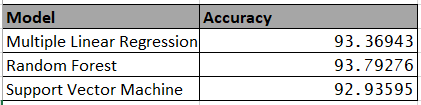 Model Accuracy
Multiple Linear Regression 93.36943
Random Forest 93.79276
Support Vector Machine 92.93595